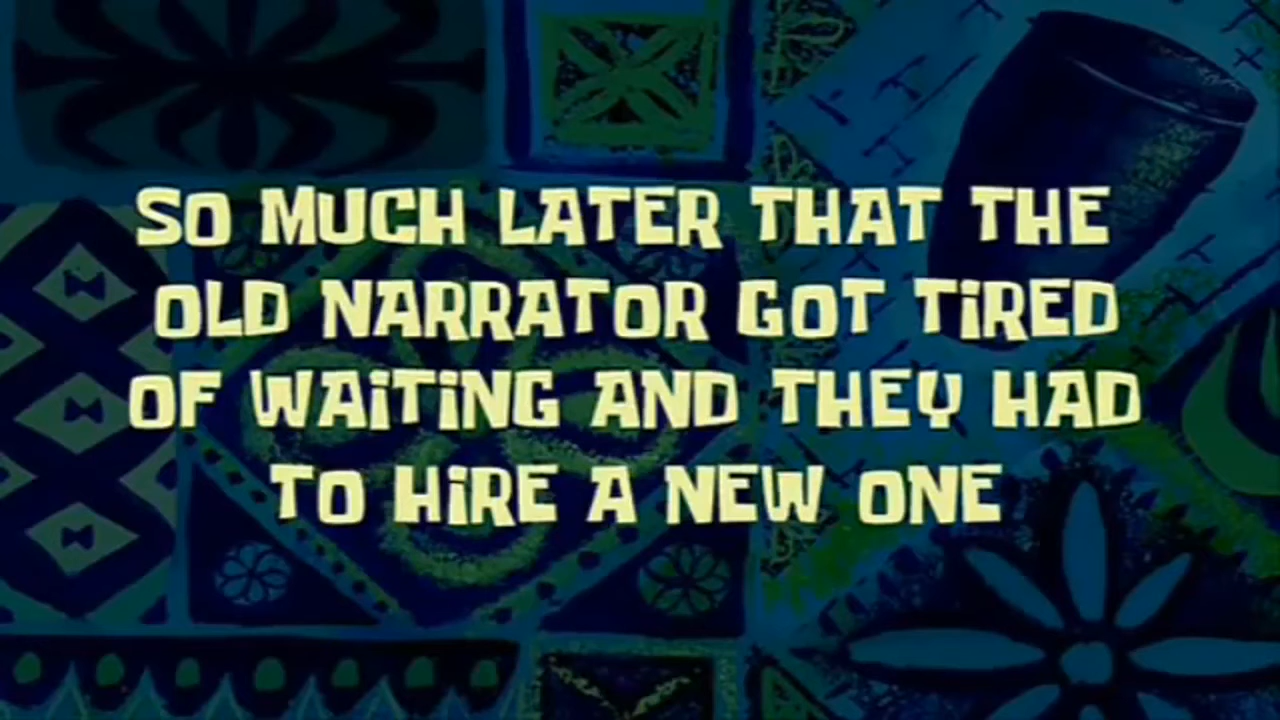 SO MUCH LATER THAT THE
OLD NARRATOR GOT TiRED
OF WAiTiNG AND THEY HAD
TO HiRE A NEW ONE